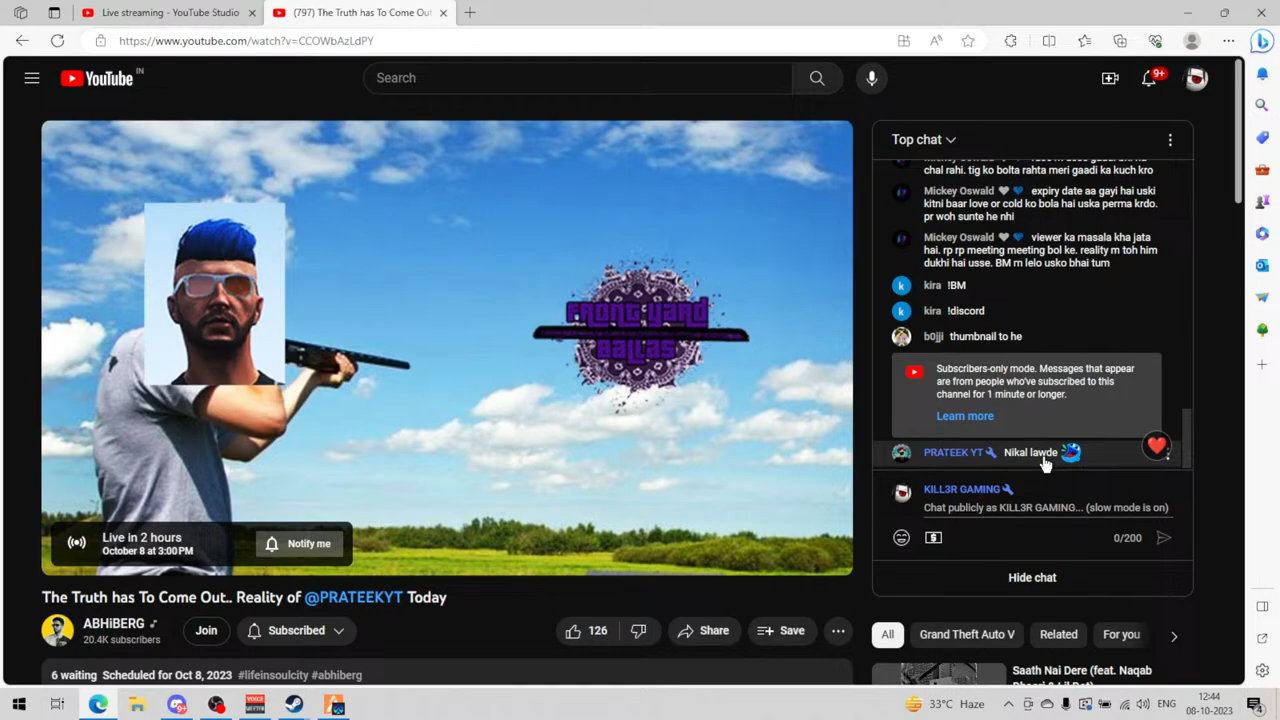 Live streaming - YouTube Studio
(797) The Truth has To Come Out
https://www.youtube.com/watch?v=CCOWbAzLdPY
YouTube IN
Search
9+
Top chat
chal rahi. tig ko bolta rahta meri gaadi ka kuch kro
Mickey Oswald expiry date aa gayi hai uski
kitni baar love or cold ko bola hai uska perma krdo.
pr woh sunte he nhi
Mickey Oswald viewer ka masala kha jata
hai. rp rp meeting meeting bol ke. reality m toh him
dukhi hai usse. BM m lelo usko bhai tum
k kira !BM
k kira !discord
b0jji thumbnail to he
Subscribers-only mode. Messages that appear
are from people who've subscribed to this
channel for 1 minute or longer.
Learn more
PRATEEK YT Nikal lawde
KILL3R GAMING
Chat publicly as KILL3R GAMING... (slow mode is on)
0/200
Hide chat
FRONT YARD
BALLAS
Live in 2 hours
October 8 at 3:00 PM
Notify me
The Truth has To Come Out.. Reality of @PRATEEKYT Today
ABHiBERG
20.4K subscribers
Join
Subscribed
126
Share
Save
6 waiting Scheduled for Oct 8, 2023 #lifeinsoulcity #abhiberg
All
Grand Theft Auto V
Related
For you
Saath Nai Dere (feat. Naqab
33°C Haze
ENG
12:44
08-10-2023
4